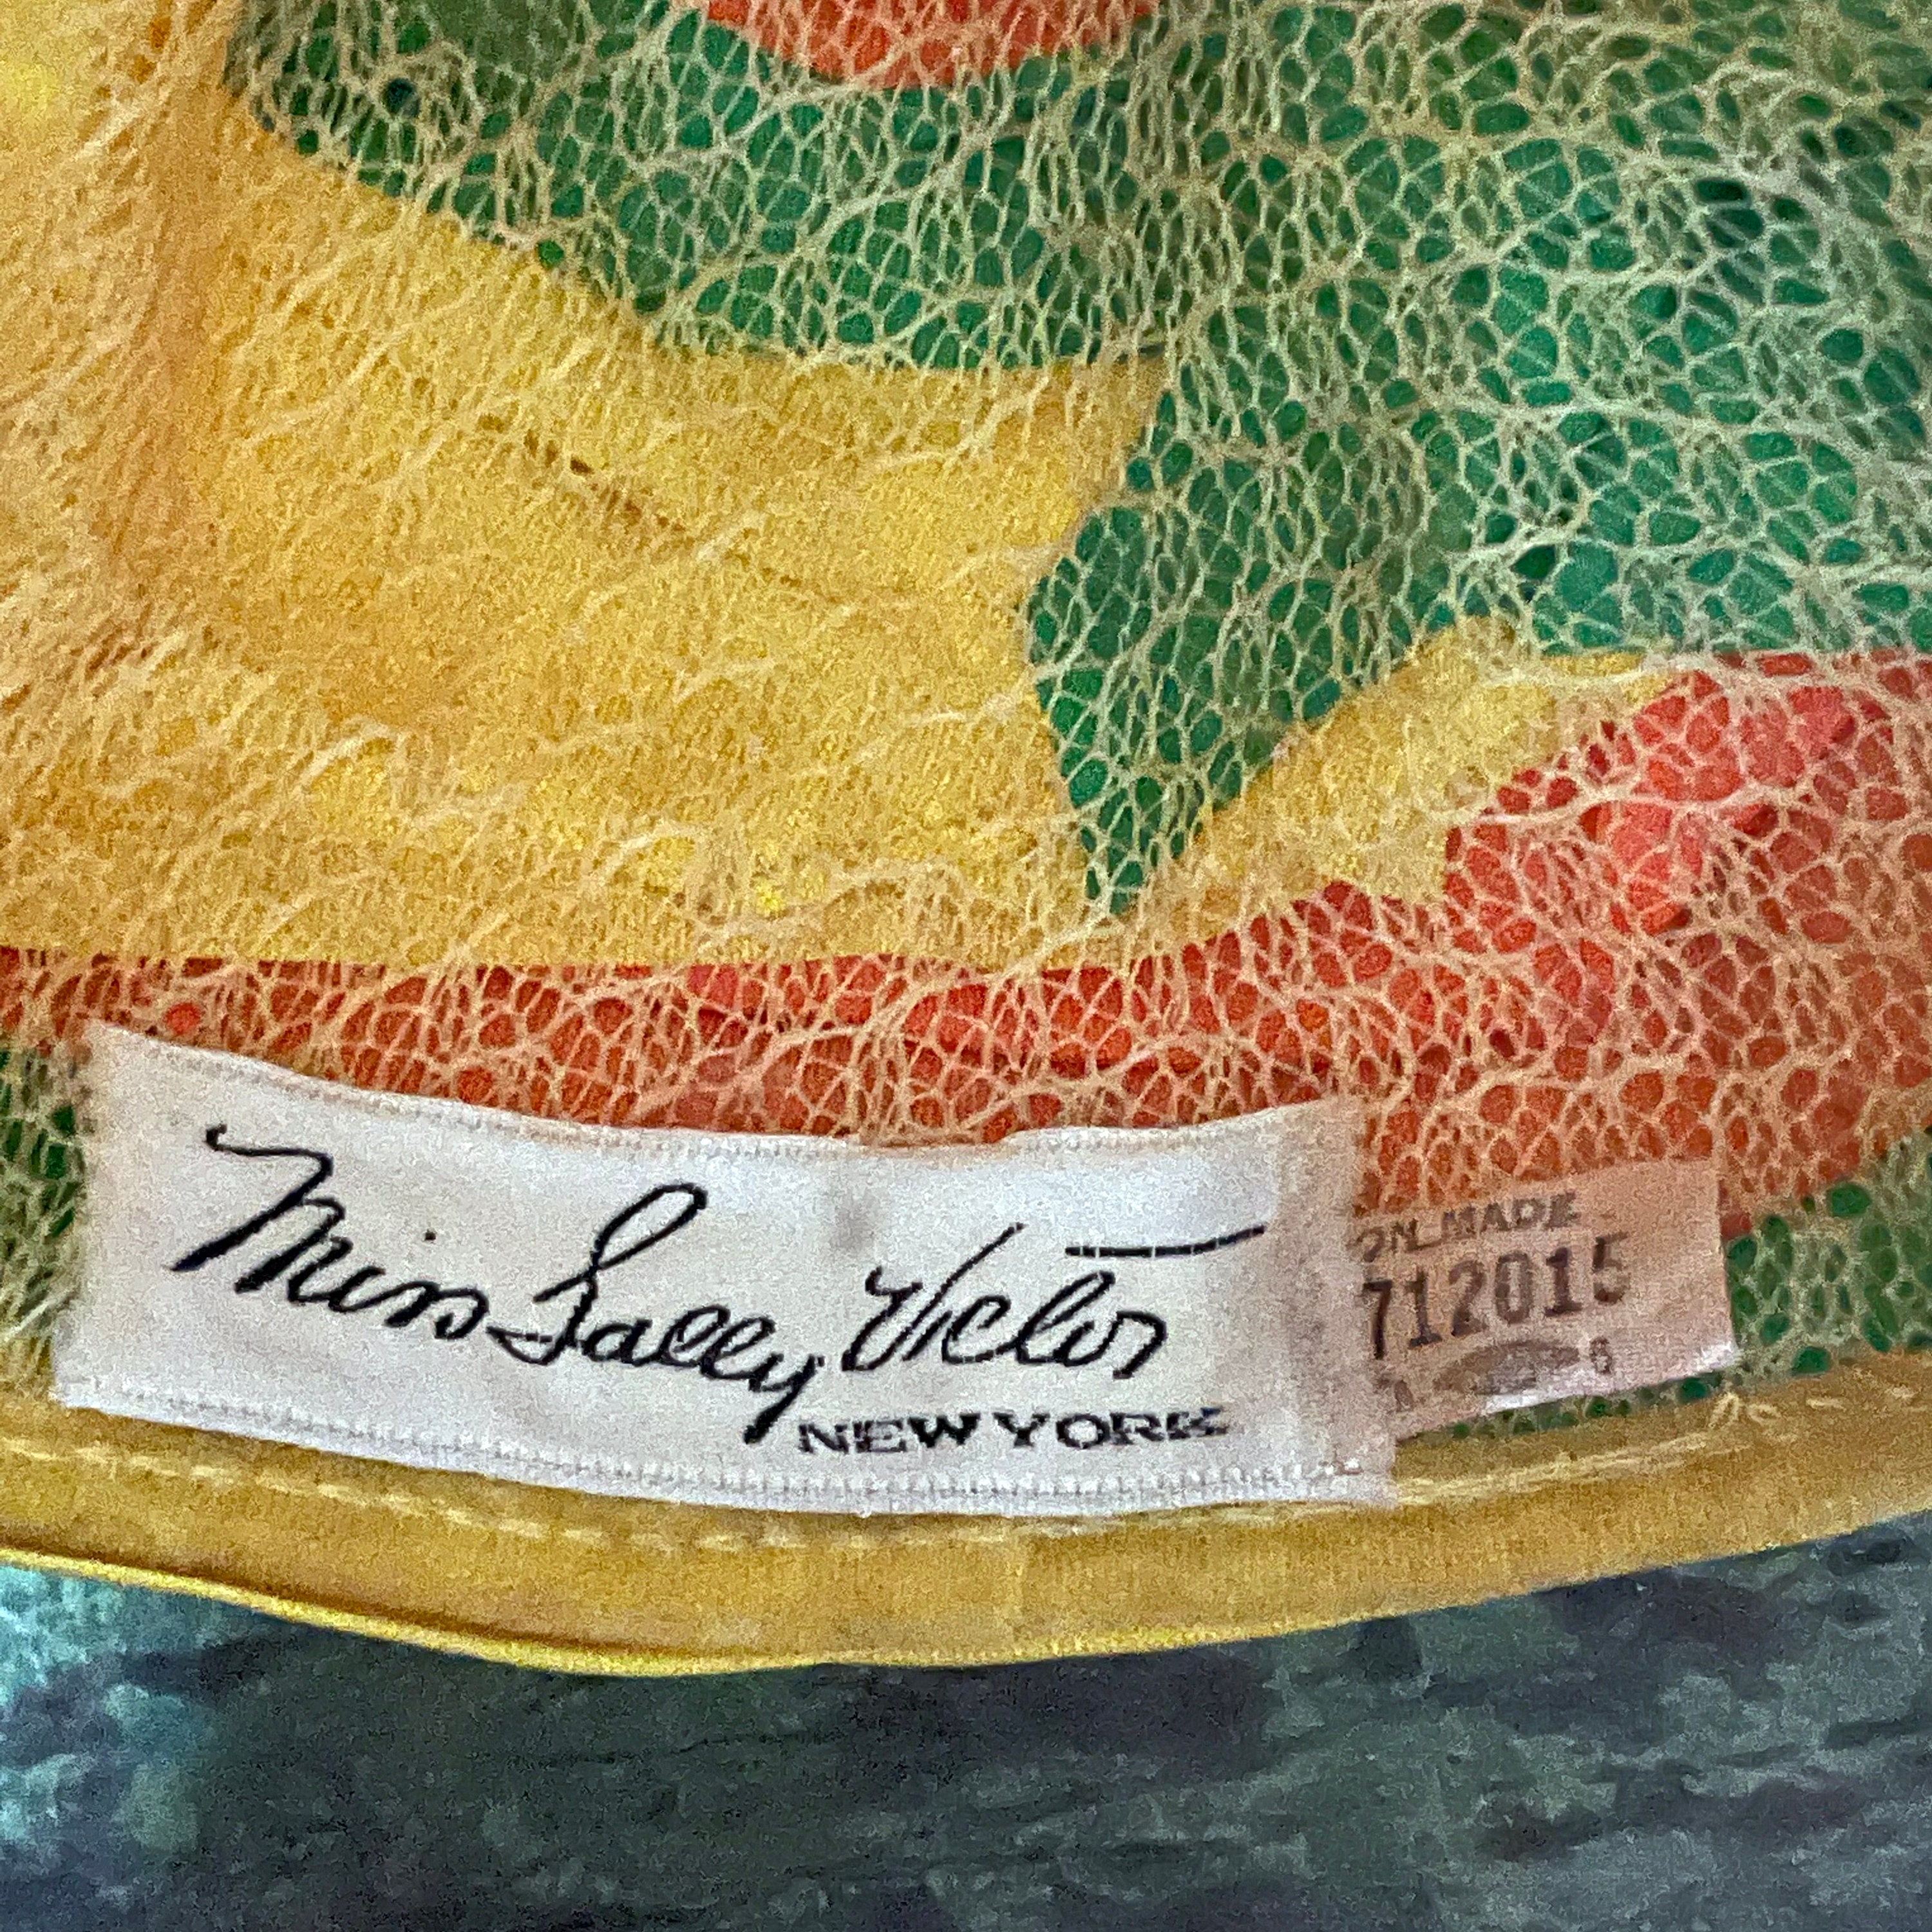 Miss Sally Victor
NEW YORK
ON MADE
712015